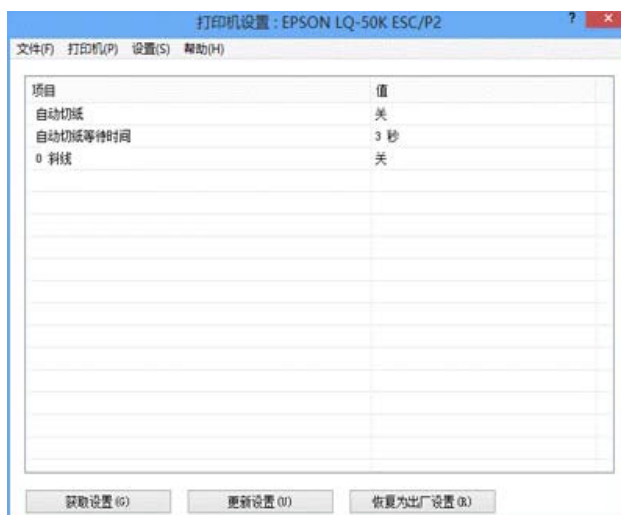 打印机设置 : EPSON LQ-50K ESC/P2 ? ×
文件(F) 打印机(P) 设置(S) 帮助(H)
项目 值
自动切纸 关
自动切纸等待时间 3 秒
0 斜线 关
获取设置(G) 更新设置(U) 恢复为出厂设置(R)